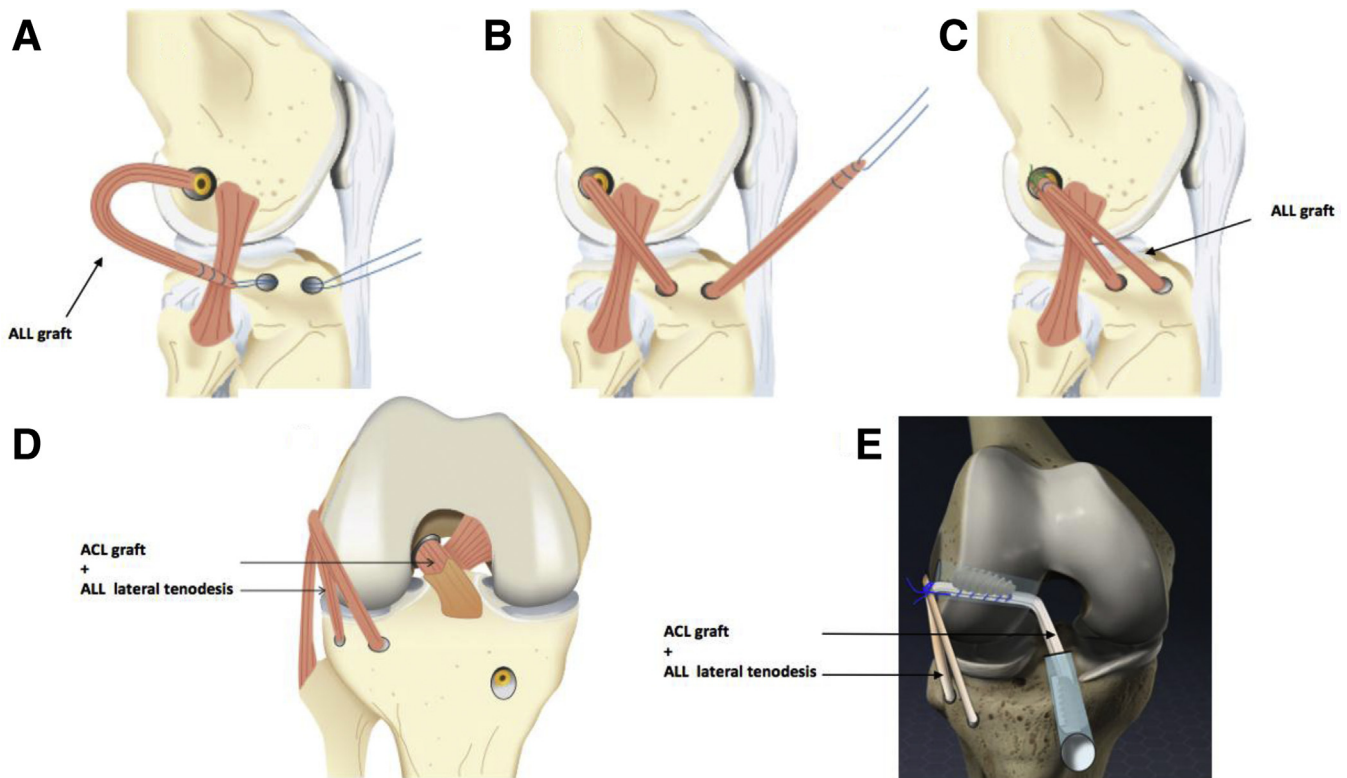 A
B
C
ALL graft
ALL graft
D
E
ACL graft
+
ALL lateral tenodesis
ACL graft
+
ALL lateral tenodesis